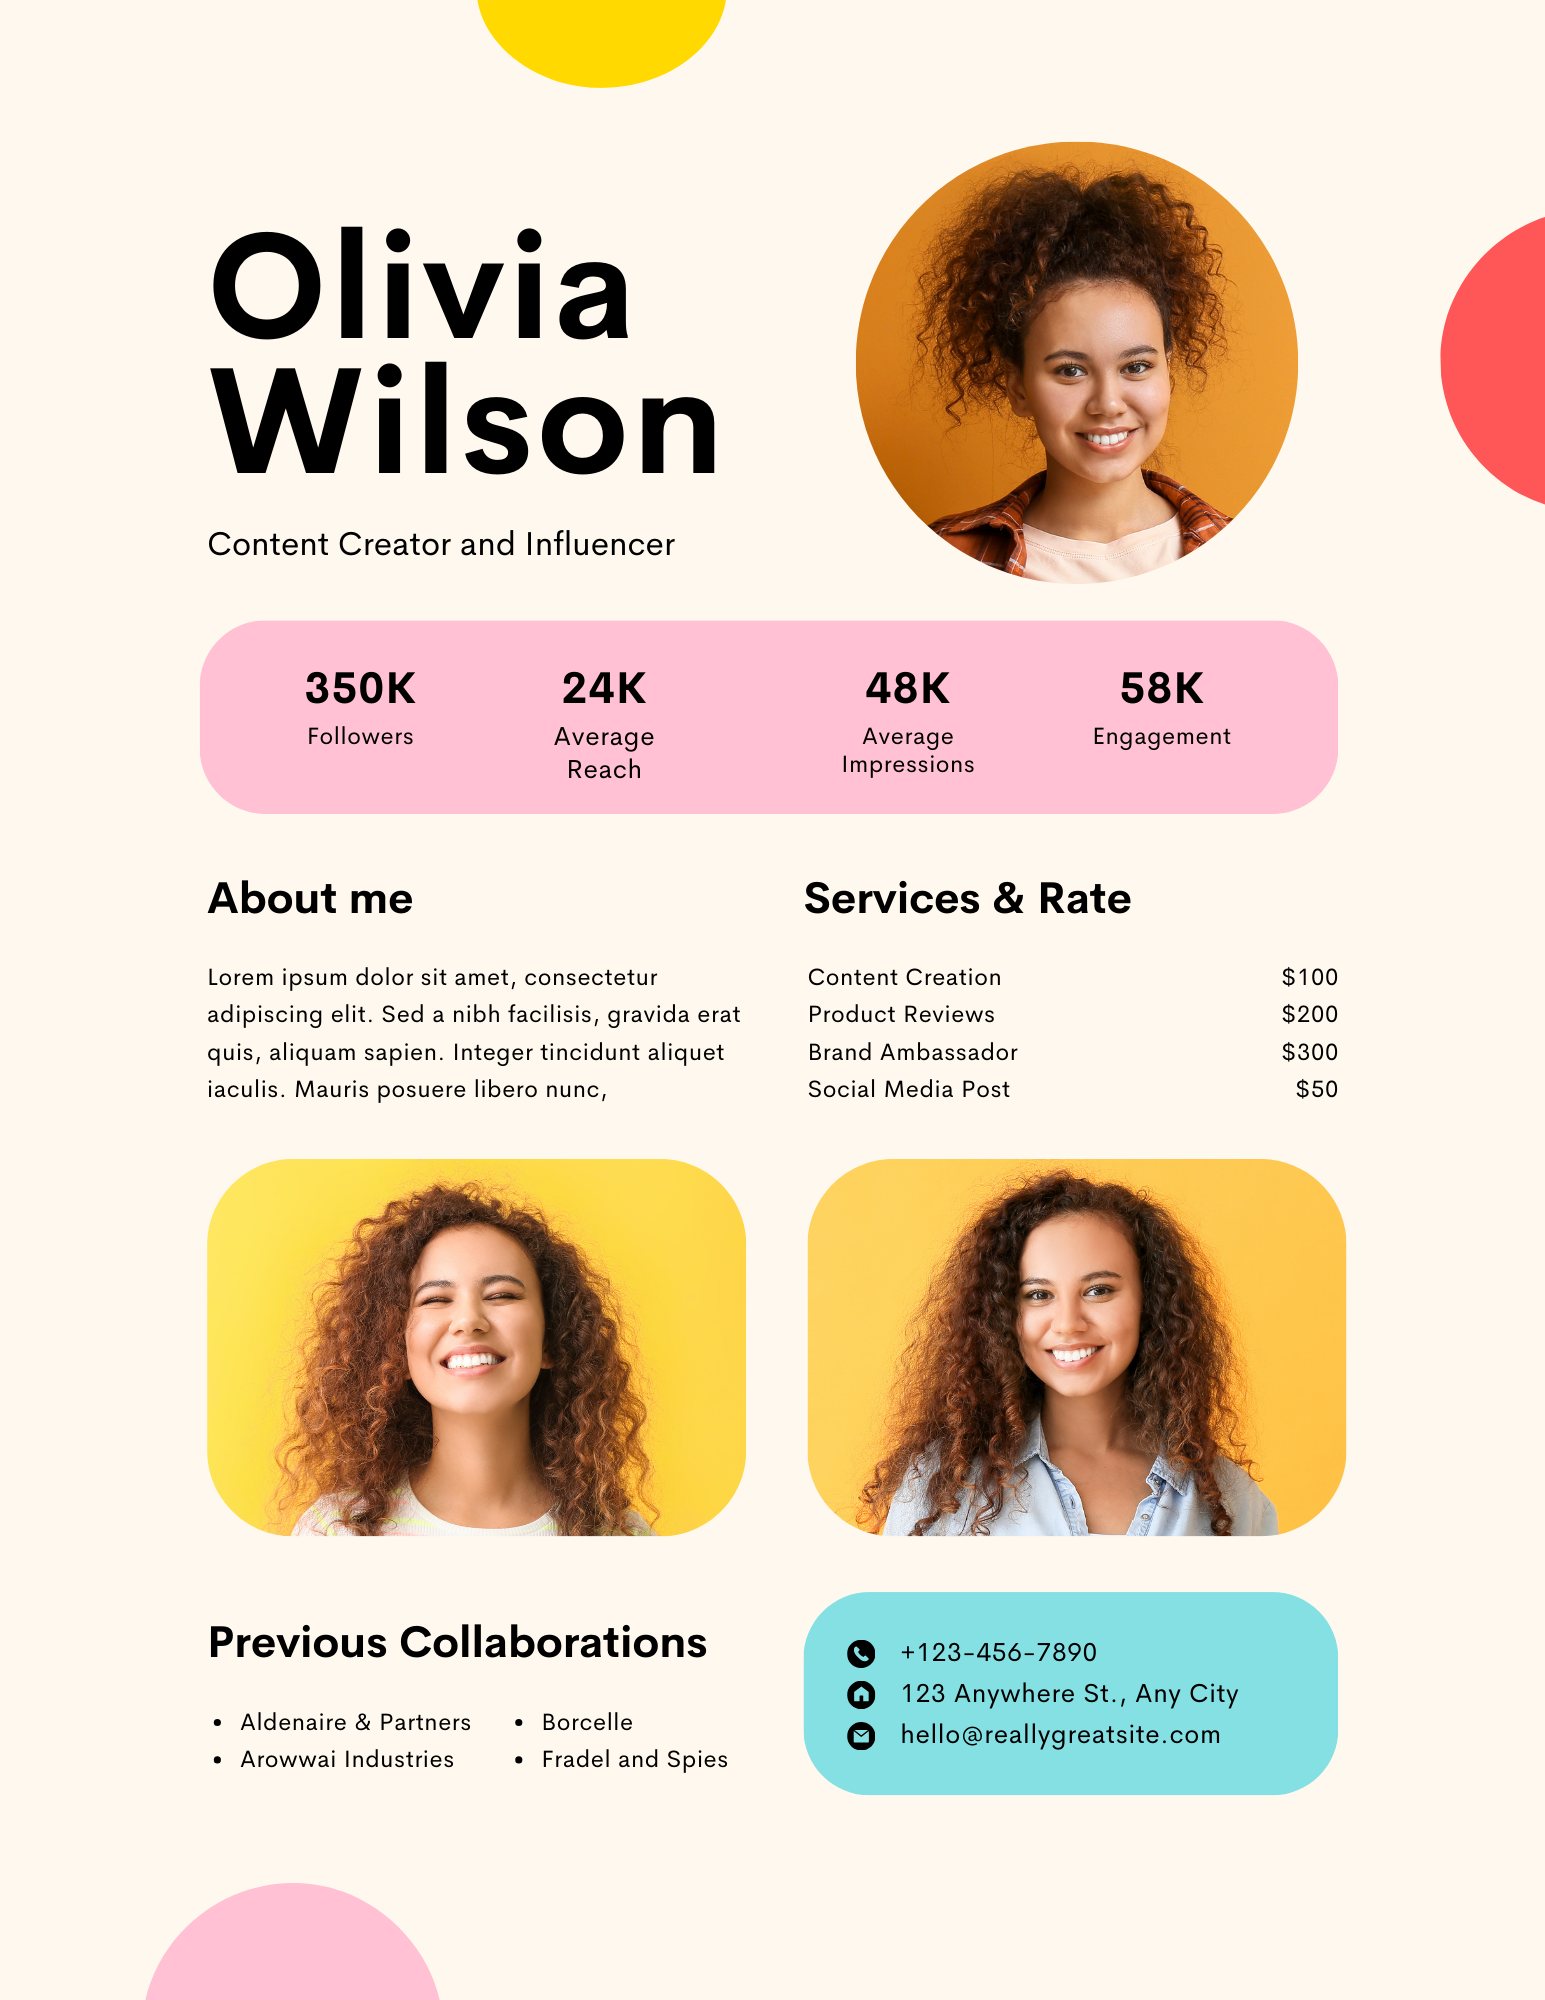 Olivia
Wilson
Content Creator and Influencer
350K
Followers
24K
Average
Reach
48K
Average
Impressions
58K
Engagement
About me
Lorem ipsum dolor sit amet, consectetur
adipiscing elit. Sed a nibh facilisis, gravida erat
quis, aliquam sapien. Integer tincidunt aliquet
iaculis. Mauris posuere libero nunc,
Services & Rate
Content Creation $100
Product Reviews $200
Brand Ambassador $300
Social Media Post $50
Previous Collaborations
• Aldenaire & Partners
• Arowwai Industries
• Borcelle
• Fradel and Spies
+123-456-7890
123 Anywhere St., Any City
hello@reallygreatsite.com